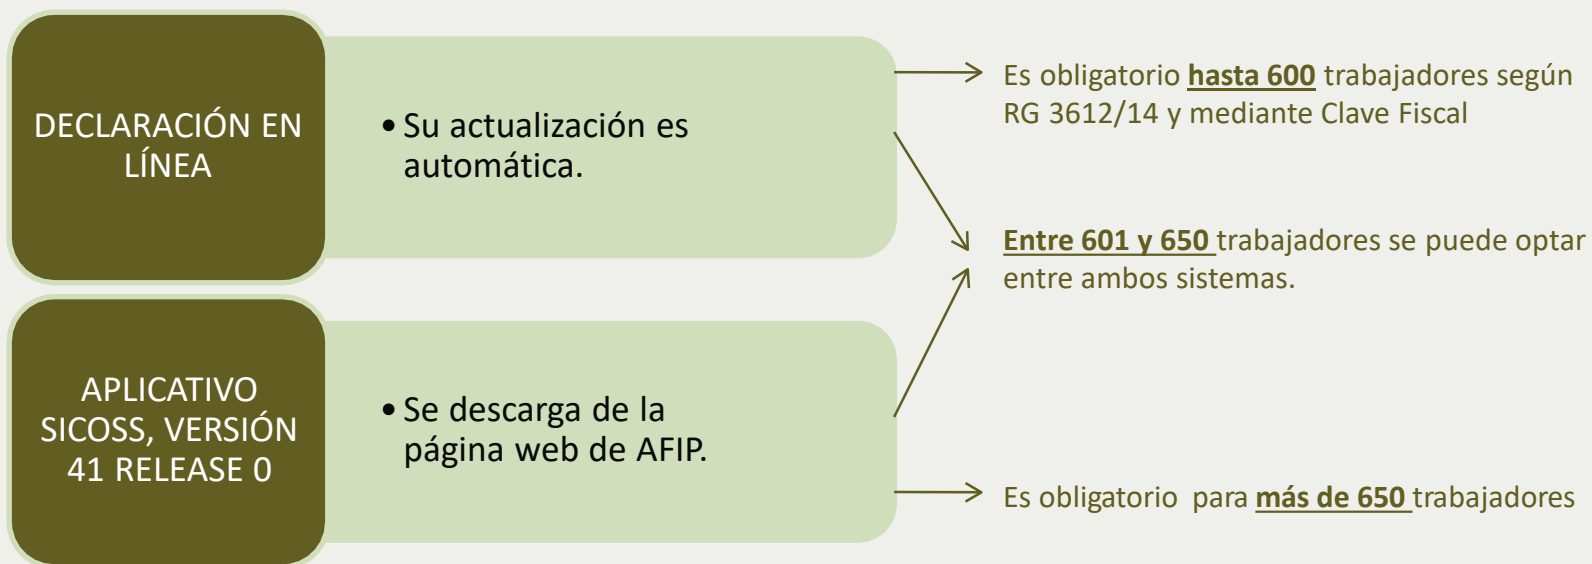 DECLARACIÓN EN
LÍNEA
• Su actualización es
automática.
Es obligatorio hasta 600 trabajadores según
RG 3612/14 y mediante Clave Fiscal
Entre 601 y 650 trabajadores se puede optar
entre ambos sistemas.
APLICATIVO
SICOSS, VERSIÓN
41 RELEASE 0
• Se descarga de la
página web de AFIP.
Es obligatorio para más de 650 trabajadores